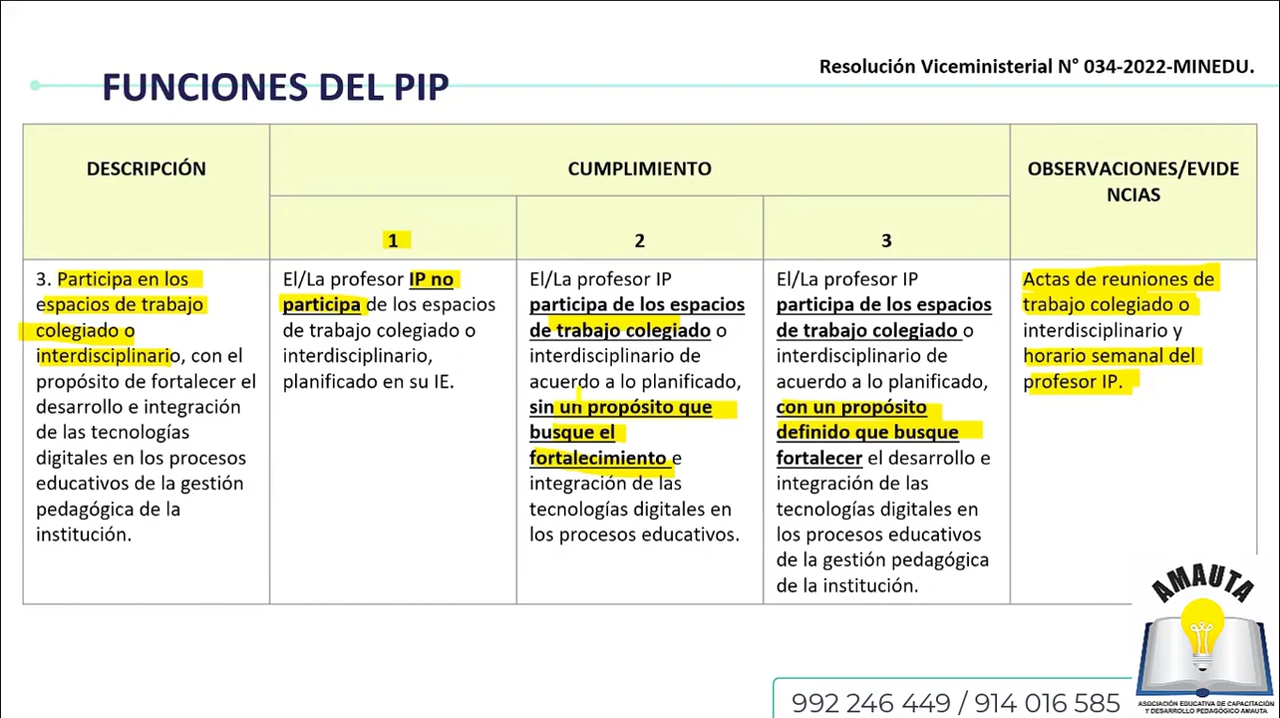 FUNCIONES DEL PIP
Resolución Viceministerial N° 034-2022-MINEDU.
DESCRIPCIÓN
CUMPLIMIENTO
OBSERVACIONES/EVIDE
NCIAS
1
2
3
3. Participa en los
espacios de trabajo
colegiado o
interdisciplinario, con el
propósito de fortalecer el
desarrollo e integración
de las tecnologías
digitales en los procesos
educativos de la gestión
pedagógica de la
institución.
El/La profesor IP no
participa de los espacios
de trabajo colegiado o
interdisciplinario,
planificado en su IE.
El/La profesor IP
participa de los espacios
de trabajo colegiado o
interdisciplinario de
acuerdo a lo planificado,
sin un propósito que
busque el
fortalecimiento e
integración de las
tecnologías digitales en
los procesos educativos.
El/La profesor IP
participa de los espacios
de trabajo colegiado o
interdisciplinario de
acuerdo a lo planificado,
con un propósito
definido que busque
fortalecer el desarrollo e
integración de las
tecnologías digitales en
los procesos educativos
de la gestión pedagógica
de la institución.
Actas de reuniones de
trabajo colegiado o
interdisciplinario y
horario semanal del
profesor IP.
AMAUTA
ASOCIACIÓN EDUCATIVA DE CAPACITACIÓN
Y DESARROLLO PEDAGÓGICO AMAUTA
992 246 449 / 914 016 585